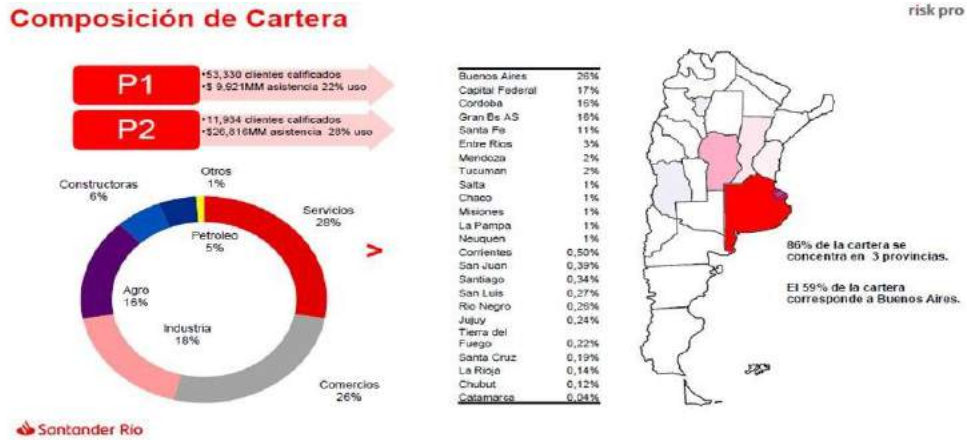 Composición de Cartera
risk pro
P1
•53,330 clientes calificados
•$ 9,921MM asistencia 22% uso
P2
•11,934 clientes calificados
•$26,816MM asistencia 28% uso
Otros
1%
Constructoras
6%
Servicios
28%
Petroleo
5%
Agro
16%
Industria
18%
Comercios
26%
>
Buenos Aires 26%
Capital Federal 17%
Cordoba 16%
Gran Bs AS 16%
Santa Fe 11%
Entre Rios 3%
Mendoza 2%
Tucuman 2%
Salta 1%
Chaco 1%
Misiones 1%
La Pampa 1%
Neuquen 1%
Corrientes 0,50%
San Juan 0,39%
Santiago 0,34%
San Luis 0,27%
Rio Negro 0,26%
Jujuy 0,24%
Tierra del
Fuego 0,22%
Santa Cruz 0,19%
La Rioja 0,14%
Chubut 0,12%
Catamarca 0,04%
86% de la cartera se
concentra en 3 provincias.
El 59% de la cartera
corresponde a Buenos Aires.
Santander Río